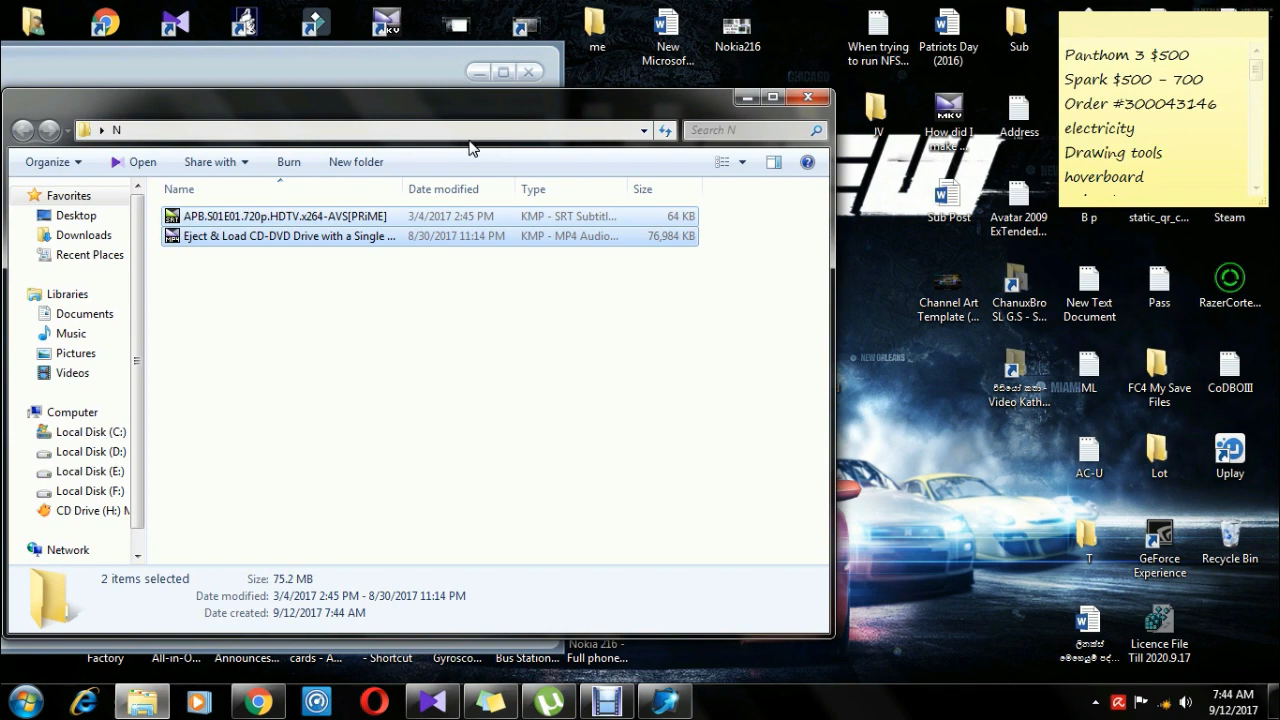 me
New
Microsof...
Nokia216
When trying
to run NFS...
Patriots Day
(2016)
Sub
Panthom 3 $500
Spark $500 - 700
Order #300043146
electricity
Drawing tools
hoverboard
CHICAGO
N
Search N
Organize
Open
Share with
Burn
New folder
Favorites
Desktop
Downloads
Recent Places
Libraries
Documents
Music
Pictures
Videos
Computer
Local Disk (C:)
Local Disk (D:)
Local Disk (E:)
Local Disk (F:)
CD Drive (H:)
Network
Name Date modified Type Size
APB.S01E01.720p.HDTV.x264-AVS[PRiME] 3/4/2017 2:45 PM KMP - SRT Subtitl... 64 KB
Eject & Load CD-DVD Drive with a Single ... 8/30/2017 11:14 PM KMP - MP4 Audio... 76,984 KB
2 items selected
Size: 75.2 MB
Date modified: 3/4/2017 2:45 PM - 8/30/2017 11:14 PM
Date created: 9/12/2017 7:44 AM
JV
MKV
How did I
make ...
Address
Sub Post
Avatar 2009
ExTended...
B p
static_qr_c...
Steam
Channel Art
Template (...
ChanuxBro
SL G.S - S...
New Text
Document
Pass
RazerCorte...
NEW ORLEANS
MIAMI
වීඩියෝ කතා -
Video Kath...
ML
FC4 My Save
Files
CoDBOIII
AC-U
Lot
Uplay
T
GeForce
Experience
Recycle Bin
Licence File
Till 2020.9.17
Nokia 216 -
Full phone...
Factory
All-in-O...
Announces...
cards - A...
- Shortcut
Gyrosco...
Bus Station...
7:44 AM
9/12/2017